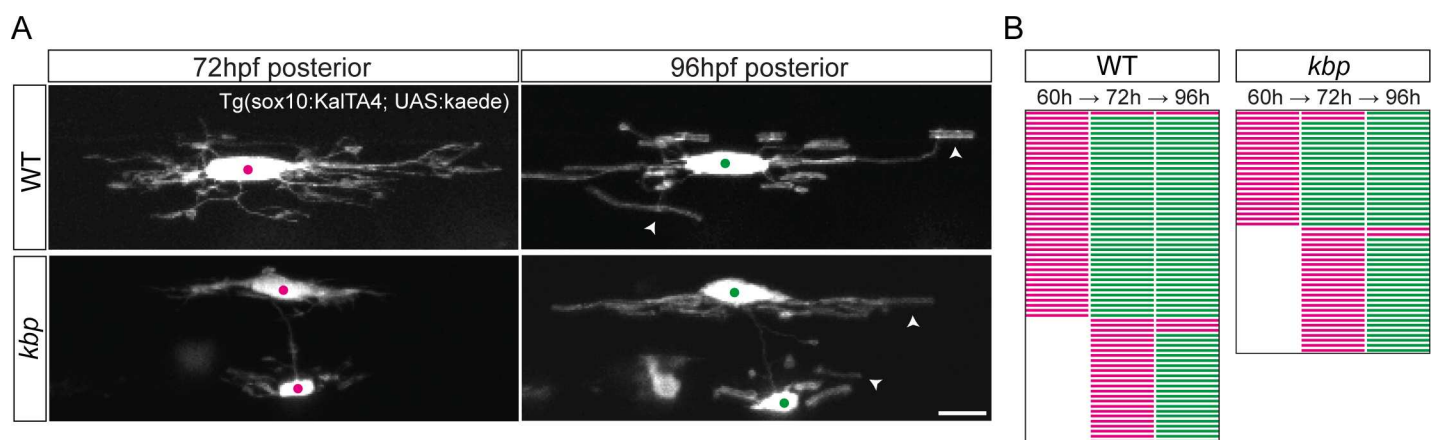 A
B
72hpf posterior
96hpf posterior
WT
kbp
WT
Tg(sox10:KalTA4; UAS:kaede)
60h → 72h → 96h
60h → 72h → 96h
kbp